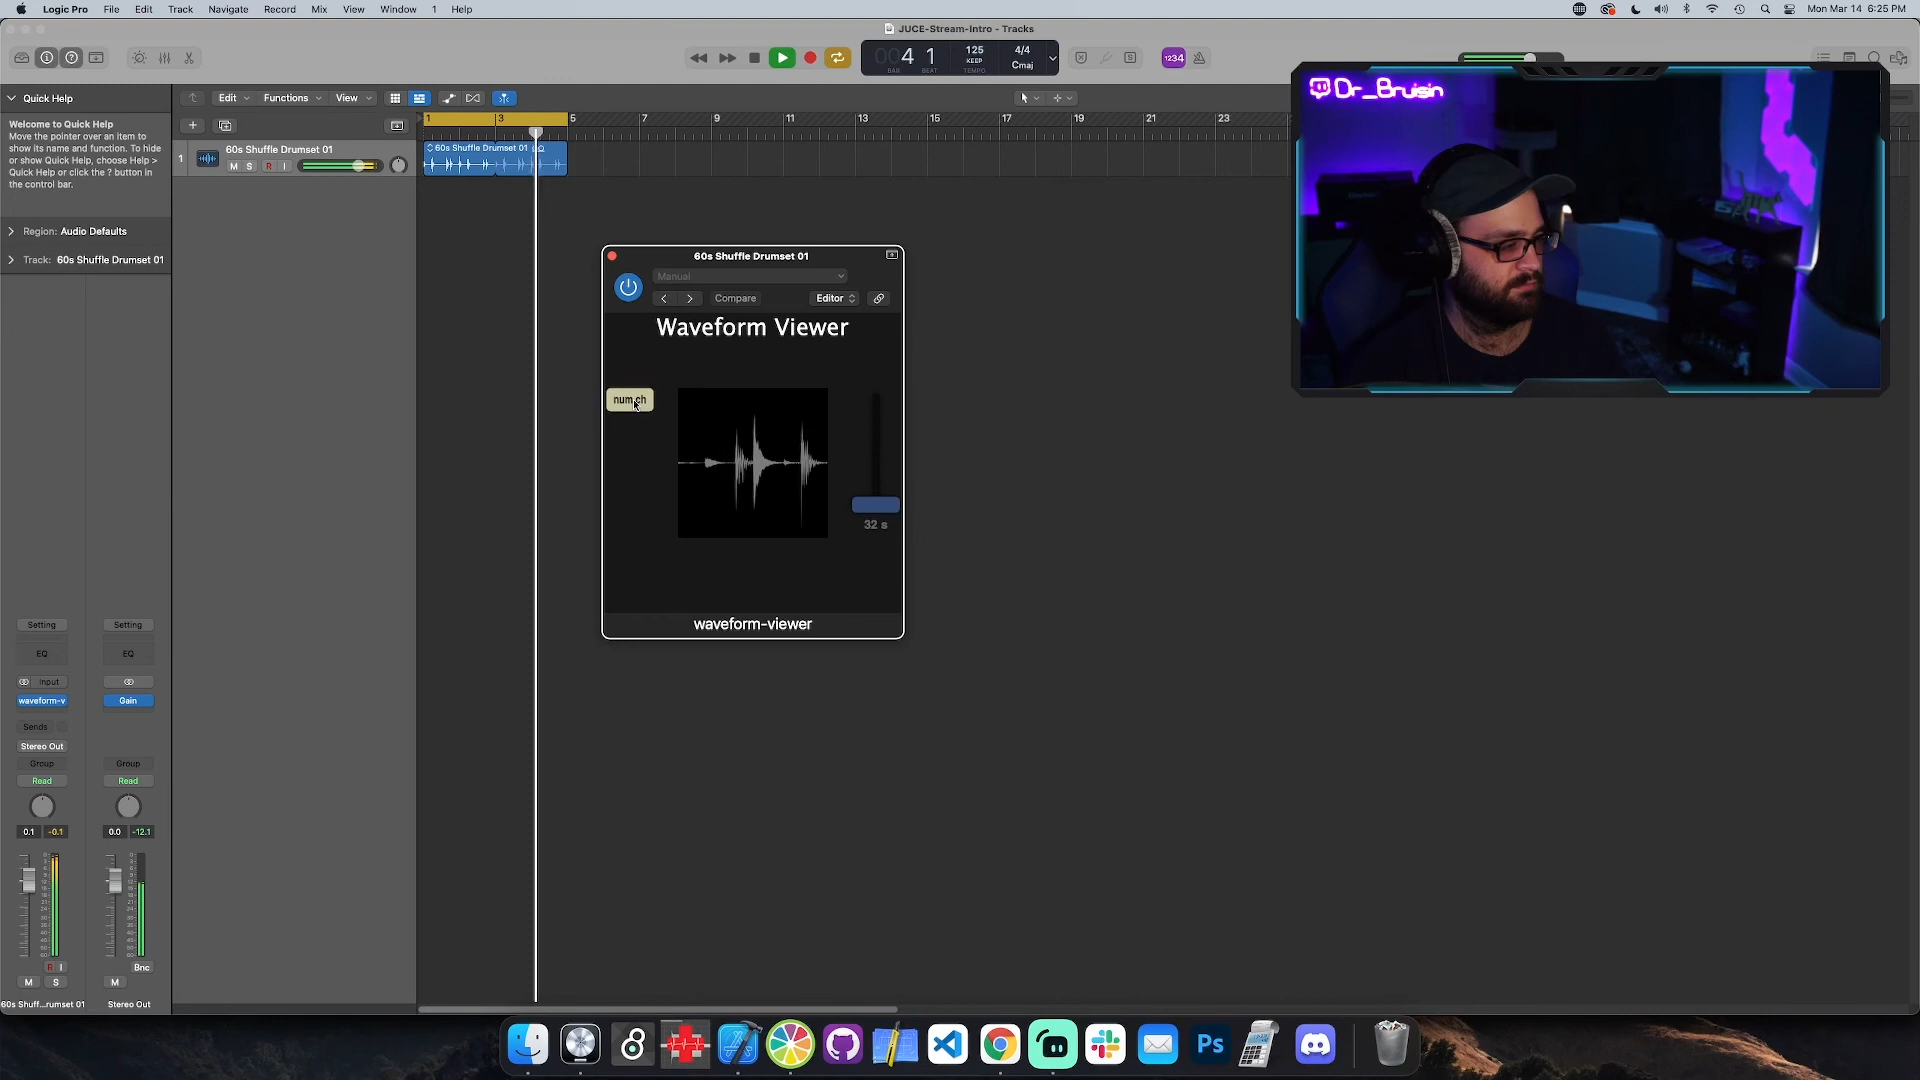 Logic Pro File Edit Track Navigate Record Mix View Window 1 Help
Mon Mar 14 6:25 PM
JUCE-Stream-Intro - Tracks
004 1
BAR BEAT
125
KEEP
TEMPO
4/4
Cmaj
1234
Quick Help
Welcome to Quick Help
Move the pointer over an item to
show its name and function. To hide
or show Quick Help, choose Help >
Quick Help or click the ? button in
the control bar.
Region: Audio Defaults
Track: 60s Shuffle Drumset 01
Edit Functions View
1 3 5 7 9 11 13 15 17 19 21 23
1
60s Shuffle Drumset 01
M S R I
60s Shuffle Drumset 01
Dr_Bruisin
60s Shuffle Drumset 01
Manual
Compare
Editor
Waveform Viewer
num ch
32 s
waveform-viewer
Setting Setting
EQ EQ
Input
waveform-v Gain
Sends
Stereo Out
Group Group
Read Read
0.1 -0.1 0.0 -12.1
R I Bnc
M S M
60s Shuff...rumset 01 Stereo Out
Ps